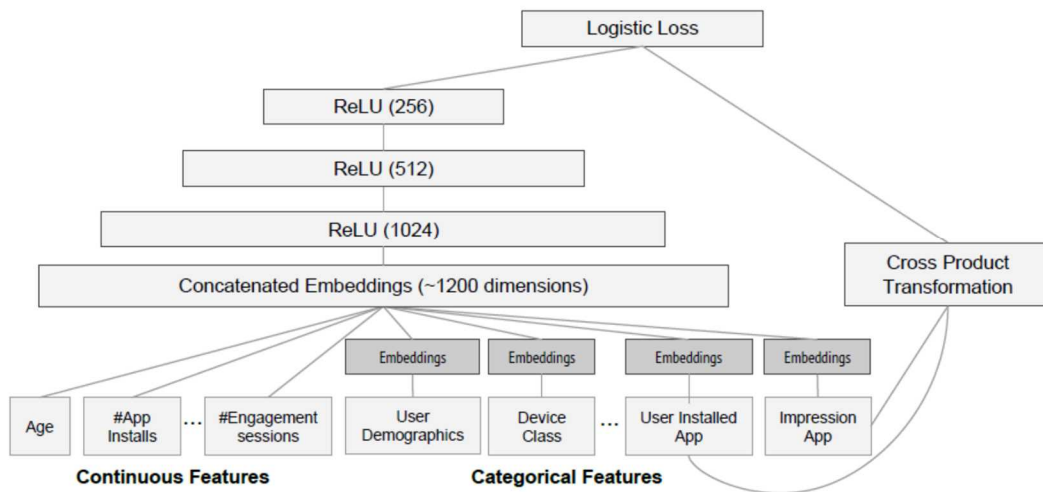 Logistic Loss
ReLU (256)
ReLU (512)
ReLU (1024)
Concatenated Embeddings (~1200 dimensions)
Cross Product
Transformation
Embeddings
Embeddings
Embeddings
Embeddings
Age
#App
Installs
...
#Engagement
sessions
User
Demographics
Device
Class
...
User Installed
App
Impression
App
Continuous Features
Categorical Features